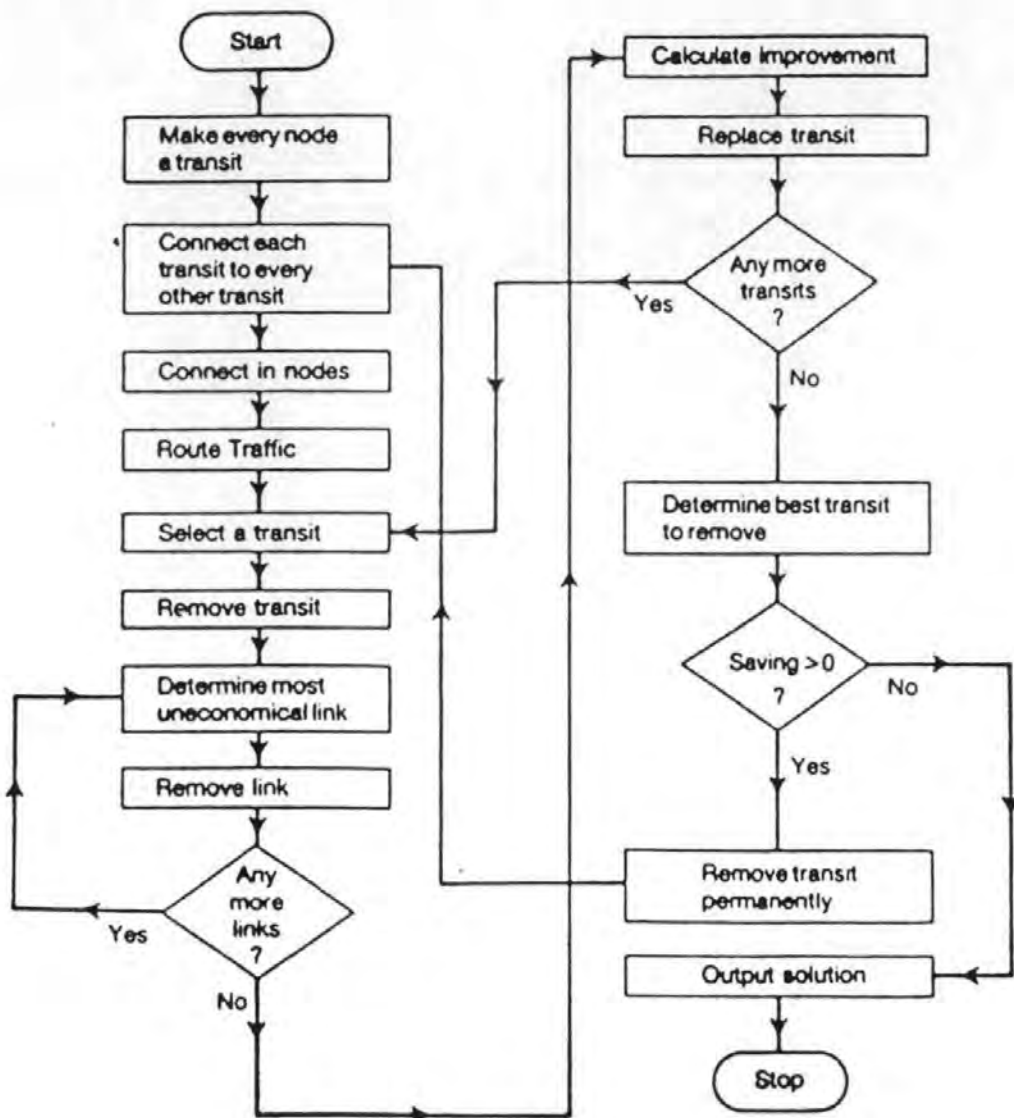 Start
Make every node
a transit
Connect each
transit to every
other transit
Connect in nodes
Route Traffic
Select a transit
Remove transit
Determine most
uneconomical link
Remove link
Any
more
links
?
Yes
No
Calculate Improvement
Replace transit
Any more
transits
?
Yes
No
Determine best transit
to remove
Saving >0
?
No
Yes
Remove transit
permanently
Output solution
Stop